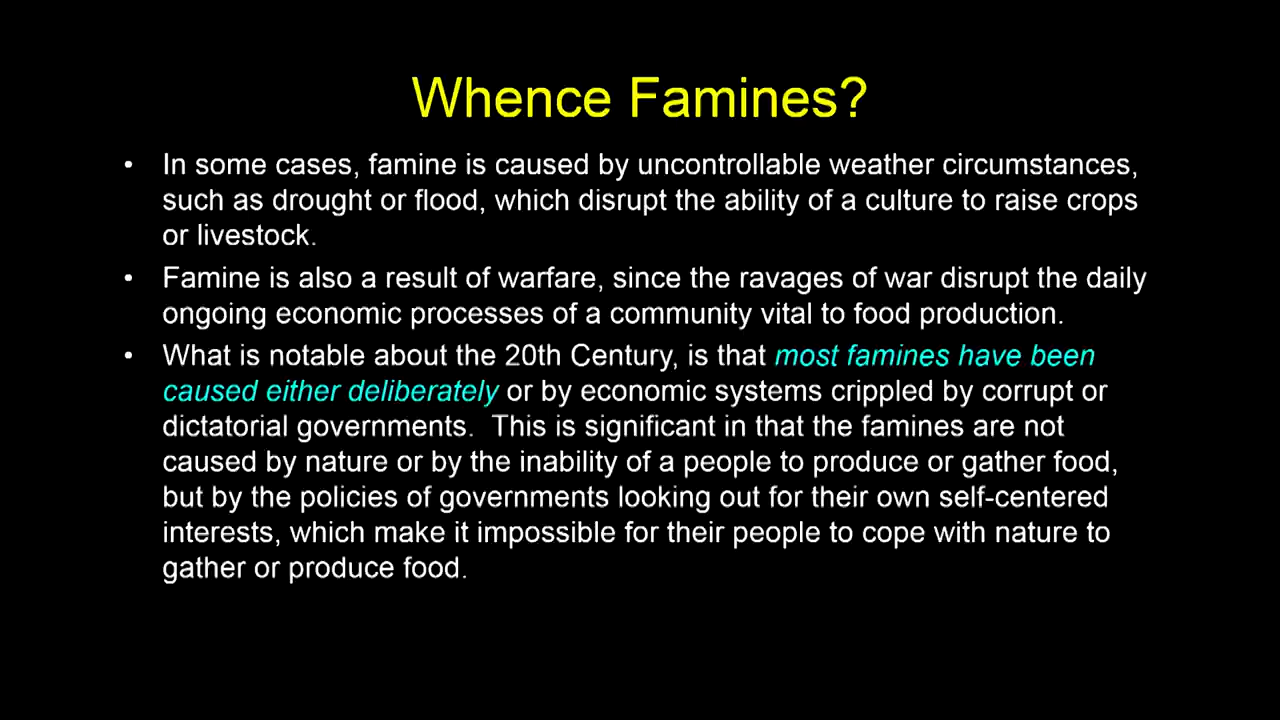 Whence Famines?
• In some cases, famine is caused by uncontrollable weather circumstances,
such as drought or flood, which disrupt the ability of a culture to raise crops
or livestock.
• Famine is also a result of warfare, since the ravages of war disrupt the daily
ongoing economic processes of a community vital to food production.
• What is notable about the 20th Century, is that most famines have been
caused either deliberately or by economic systems crippled by corrupt or
dictatorial governments.  This is significant in that the famines are not
caused by nature or by the inability of a people to produce or gather food,
but by the policies of governments looking out for their own self-centered
interests, which make it impossible for their people to cope with nature to
gather or produce food.